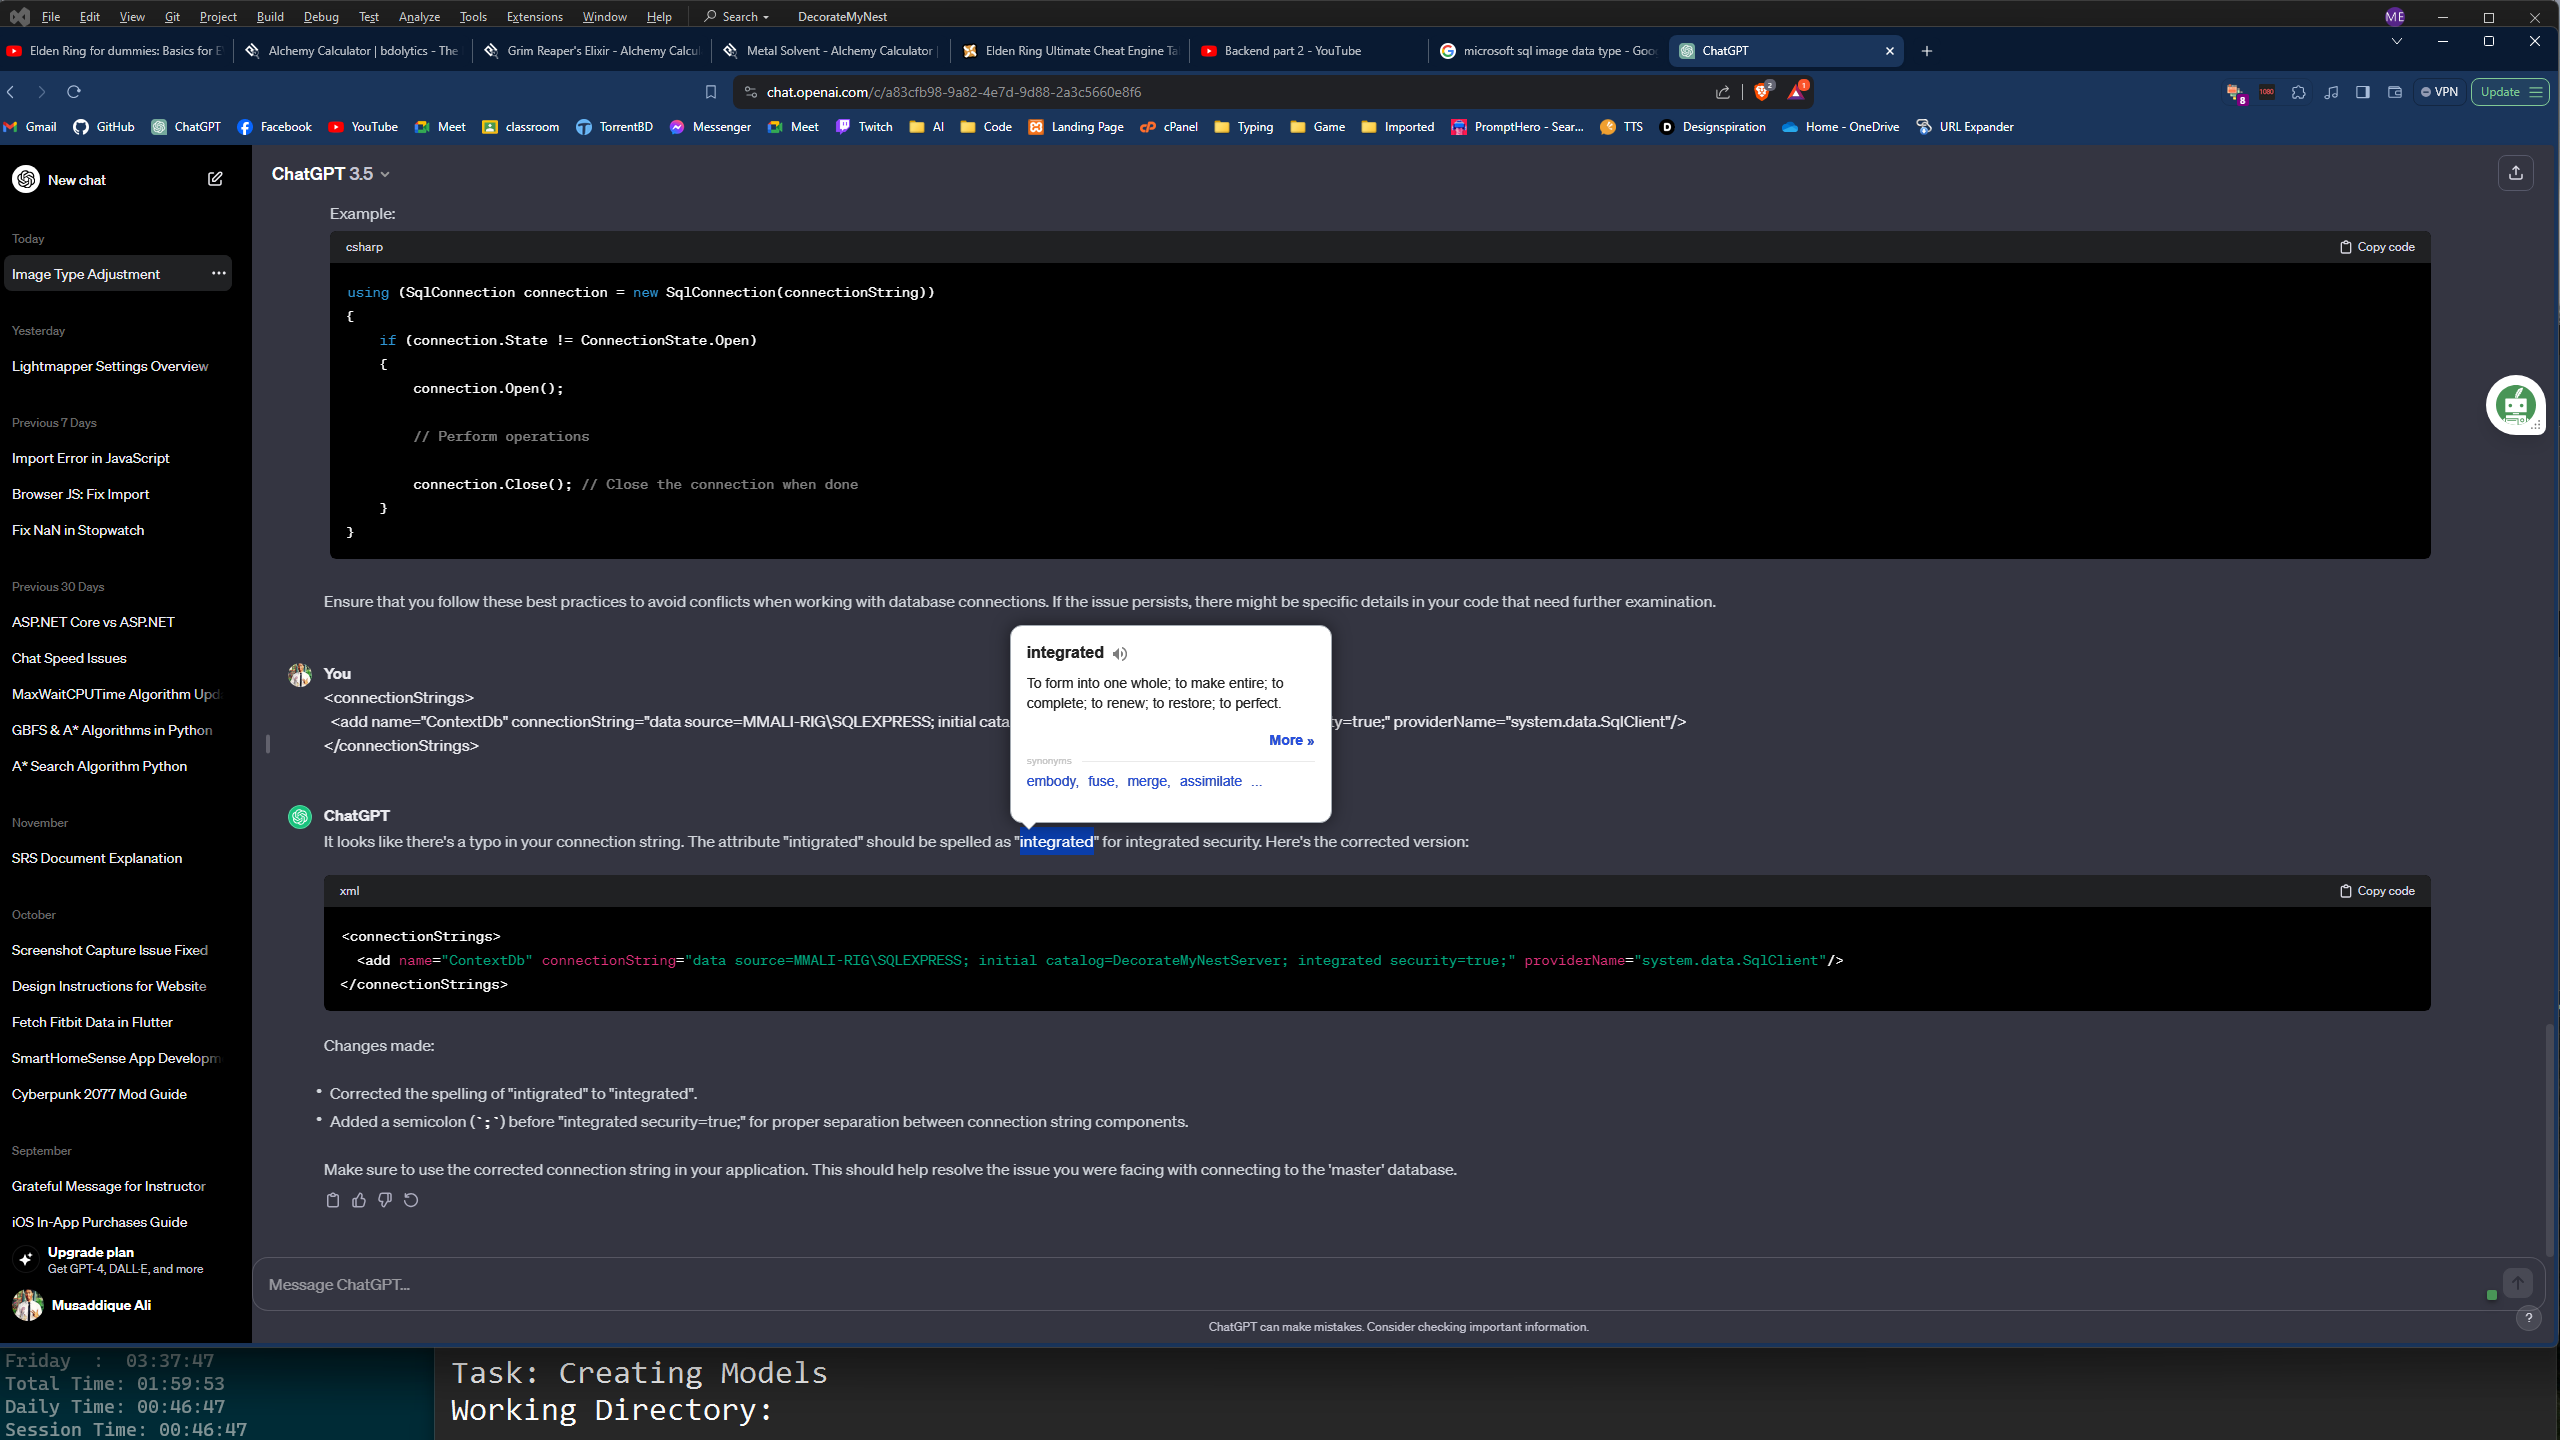 File Edit View Git Project Build Debug Test Analyze Tools Extensions Window Help Search DecorateMyNest ME
Elden Ring for dummies: Basics for E Alchemy Calculator | bdolytics - The Grim Reaper's Elixir - Alchemy Calcu Metal Solvent - Alchemy Calculator | Elden Ring Ultimate Cheat Engine Ta Backend part 2 - YouTube microsoft sql image data type - Goo ChatGPT
chat.openai.com/c/a83cfb98-9a82-4e7d-9d88-2a3c5660e8f6 2 1 8 1080 VPN Update
Gmail GitHub ChatGPT Facebook YouTube Meet classroom TorrentBD Messenger Meet Twitch AI Code Landing Page cPanel Typing Game Imported PromptHero - Sear... TTS Designspiration Home - OneDrive URL Expander
New chat
Today
Image Type Adjustment
Yesterday
Lightmapper Settings Overview
Previous 7 Days
Import Error in JavaScript
Browser JS: Fix Import
Fix NaN in Stopwatch
Previous 30 Days
ASP.NET Core vs ASP.NET
Chat Speed Issues
MaxWaitCPUTime Algorithm Upd
GBFS & A* Algorithms in Python
A* Search Algorithm Python
November
SRS Document Explanation
October
Screenshot Capture Issue Fixed
Design Instructions for Website
Fetch Fitbit Data in Flutter
SmartHomeSense App Developm
Cyberpunk 2077 Mod Guide
September
Grateful Message for Instructor
iOS In-App Purchases Guide
Upgrade plan
Get GPT-4, DALL·E, and more
Musaddique Ali
ChatGPT 3.5
Example:
csharp Copy code
using (SqlConnection connection = new SqlConnection(connectionString))
{
if (connection.State != ConnectionState.Open)
{
connection.Open();
// Perform operations
connection.Close(); // Close the connection when done
}
}
Ensure that you follow these best practices to avoid conflicts when working with database connections. If the issue persists, there might be specific details in your code that need further examination.
You
<connectionStrings>
<add name="ContextDb" connectionString="data source=MMALI-RIG\SQLEXPRESS; initial cata y=true;" providerName="system.data.SqlClient"/>
</connectionStrings>
integrated
To form into one whole; to make entire; to
complete; to renew; to restore; to perfect.
More »
synonyms
embody, fuse, merge, assimilate ...
ChatGPT
It looks like there's a typo in your connection string. The attribute "intigrated" should be spelled as "integrated" for integrated security. Here's the corrected version:
xml Copy code
<connectionStrings>
<add name="ContextDb" connectionString="data source=MMALI-RIG\SQLEXPRESS; initial catalog=DecorateMyNestServer; integrated security=true;" providerName="system.data.SqlClient"/>
</connectionStrings>
Changes made:
• Corrected the spelling of "intigrated" to "integrated".
• Added a semicolon (`;`) before "integrated security=true;" for proper separation between connection string components.
Make sure to use the corrected connection string in your application. This should help resolve the issue you were facing with connecting to the 'master' database.
Message ChatGPT...
ChatGPT can make mistakes. Consider checking important information.
?
Friday : 03:37:47
Total Time: 01:59:53
Daily Time: 00:46:47
Session Time: 00:46:47
Task: Creating Models
Working Directory: